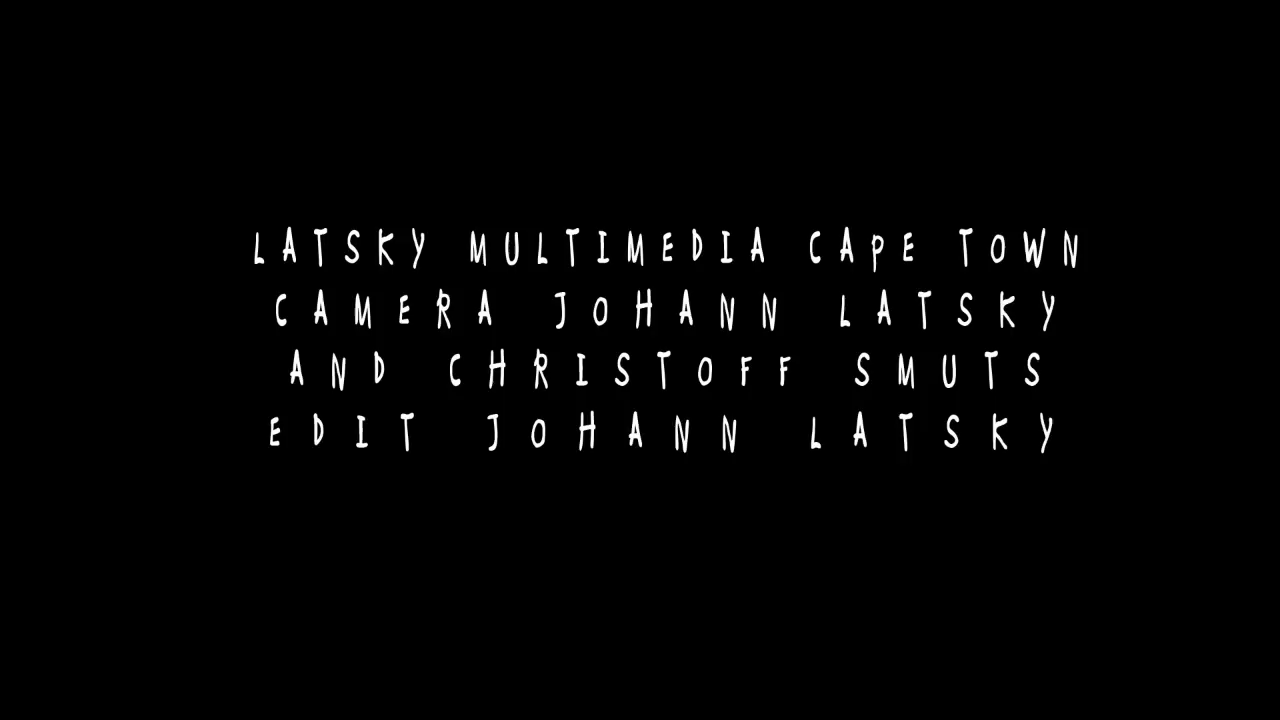 LATSKY MULTIMEDIA CAPE TOWN
CAMERA JOHANN LATSKY
AND CHRISTOFF SMUTS
EDIT JOHANN LATSKY